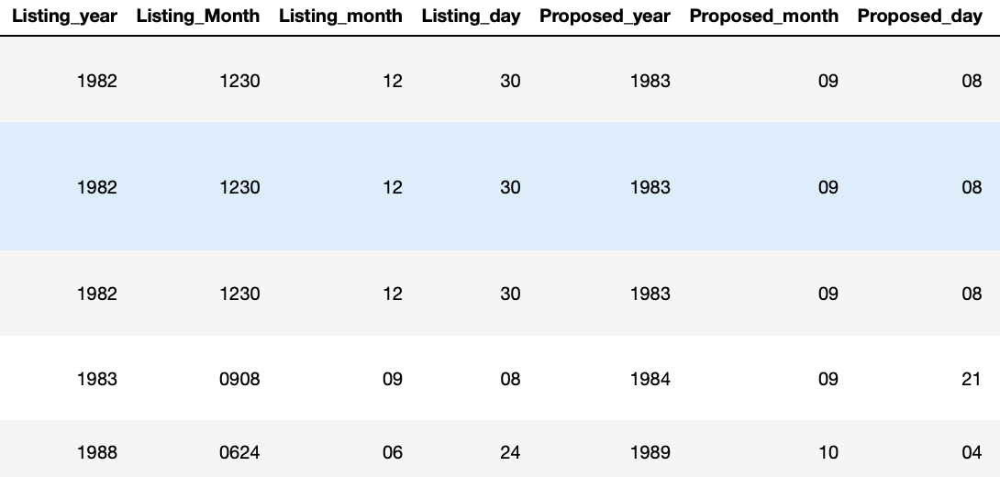 Listing_year Listing_Month Listing_month Listing_day Proposed_year Proposed_month Proposed_day
1982 1230 12 30 1983 09 08
1982 1230 12 30 1983 09 08
1982 1230 12 30 1983 09 08
1983 0908 09 08 1984 09 21
1988 0624 06 24 1989 10 04